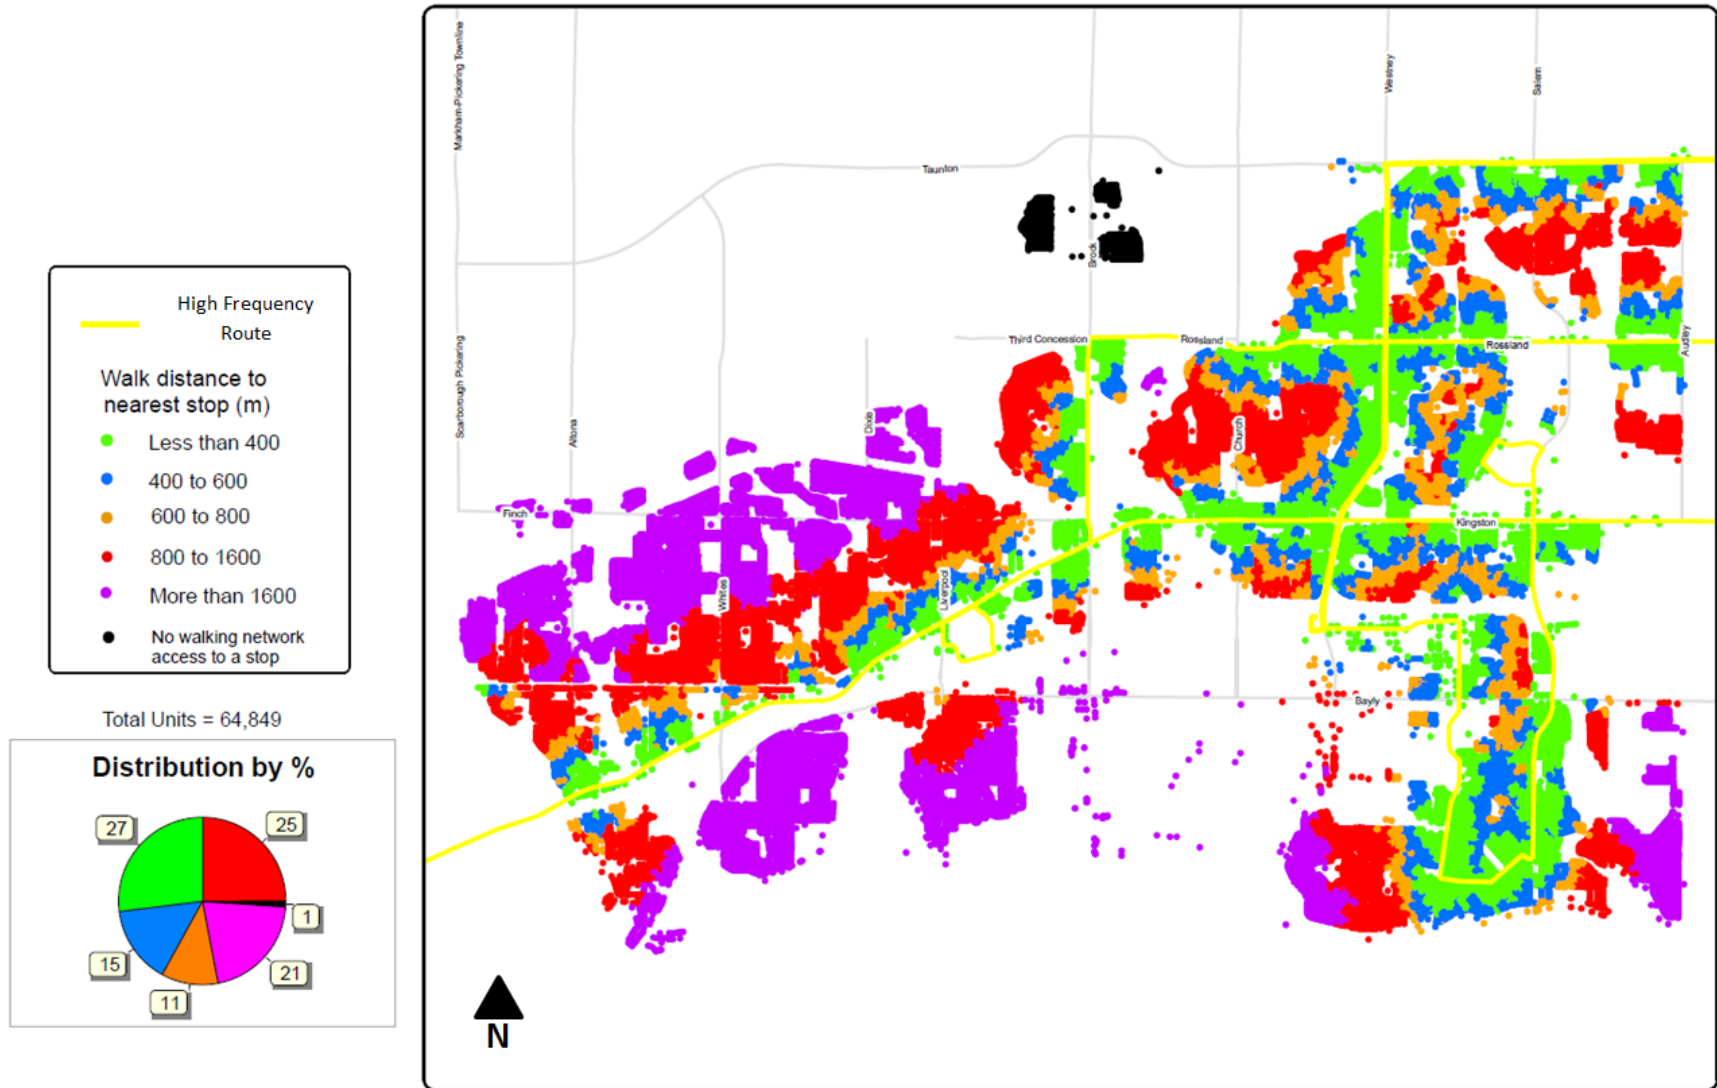 High Frequency
Route
Walk distance to
nearest stop (m)
Less than 400
400 to 600
600 to 800
800 to 1600
More than 1600
No walking network
access to a stop
Total Units = 64,849
Distribution by %
27
25
1
15
21
11
Markham-Pickering Townline
Scarborough Pickering
Altona
Finch
Whites
Dixie
Liverpool
Taunton
Brock
Third Concession
Rossland
Church
Westney
Salem
Rossland
Audley
Kingston
Bayly
N